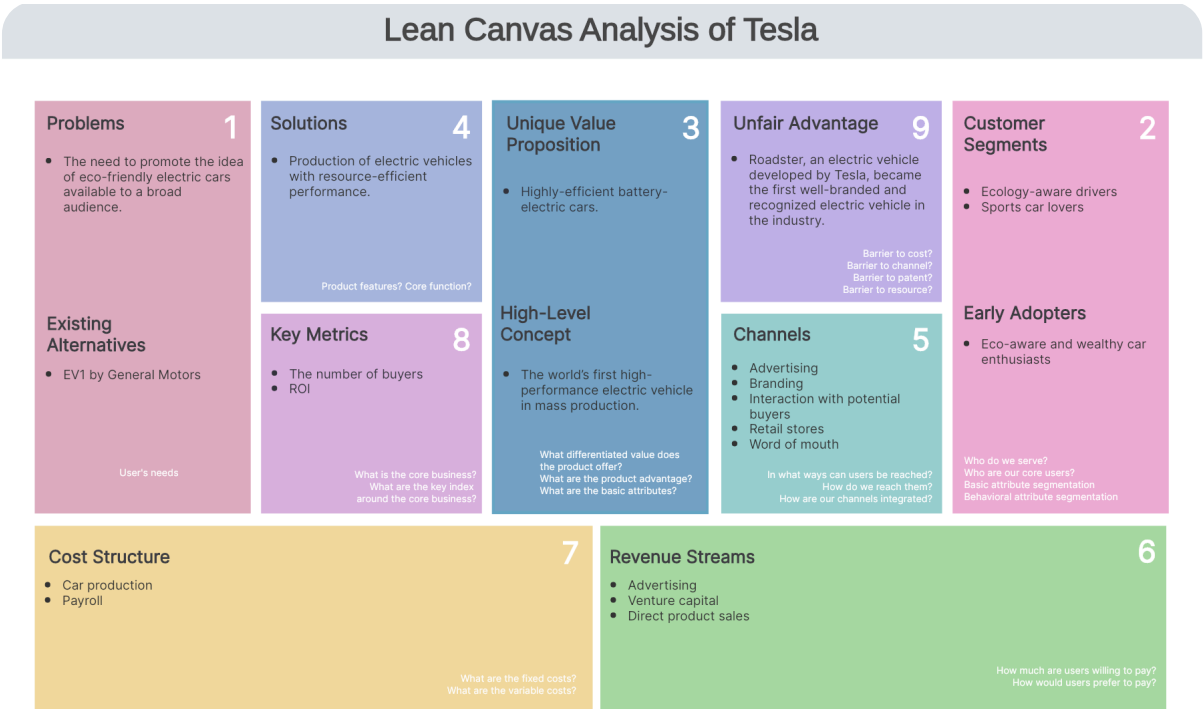 Lean Canvas Analysis of Tesla
Problems
1
The need to promote the idea
of eco-friendly electric cars
available to a broad
audience.
Existing
Alternatives
EV1 by General Motors
User's needs
Solutions
4
Production of electric vehicles
with resource-efficient
performance.
Product features? Core function?
Key Metrics
8
The number of buyers
ROI
What is the core business?
What are the key index
around the core business?
Unique Value
Proposition
3
Highly-efficient battery-
electric cars.
High-Level
Concept
The world's first high-
performance electric vehicle
in mass production.
What differentiated value does
the product offer?
What are the product advantage?
What are the basic attributes?
Unfair Advantage
9
Roadster, an electric vehicle
developed by Tesla, became
the first well-branded and
recognized electric vehicle in
the industry.
Barrier to cost?
Barrier to channel?
Barrier to patent?
Barrier to resource?
Channels
5
Advertising
Branding
Interaction with potential
buyers
Retail stores
Word of mouth
In what ways can users be reached?
How do we reach them?
How are our channels integrated?
Customer
Segments
2
Ecology-aware drivers
Sports car lovers
Early Adopters
Eco-aware and wealthy car
enthusiasts
Who do we serve?
Who are our core users?
Basic attribute segmentation
Behavioral attribute segmentation
Cost Structure
7
Car production
Payroll
What are the fixed costs?
What are the variable costs?
Revenue Streams
6
Advertising
Venture capital
Direct product sales
How much are users willing to pay?
How would users prefer to pay?